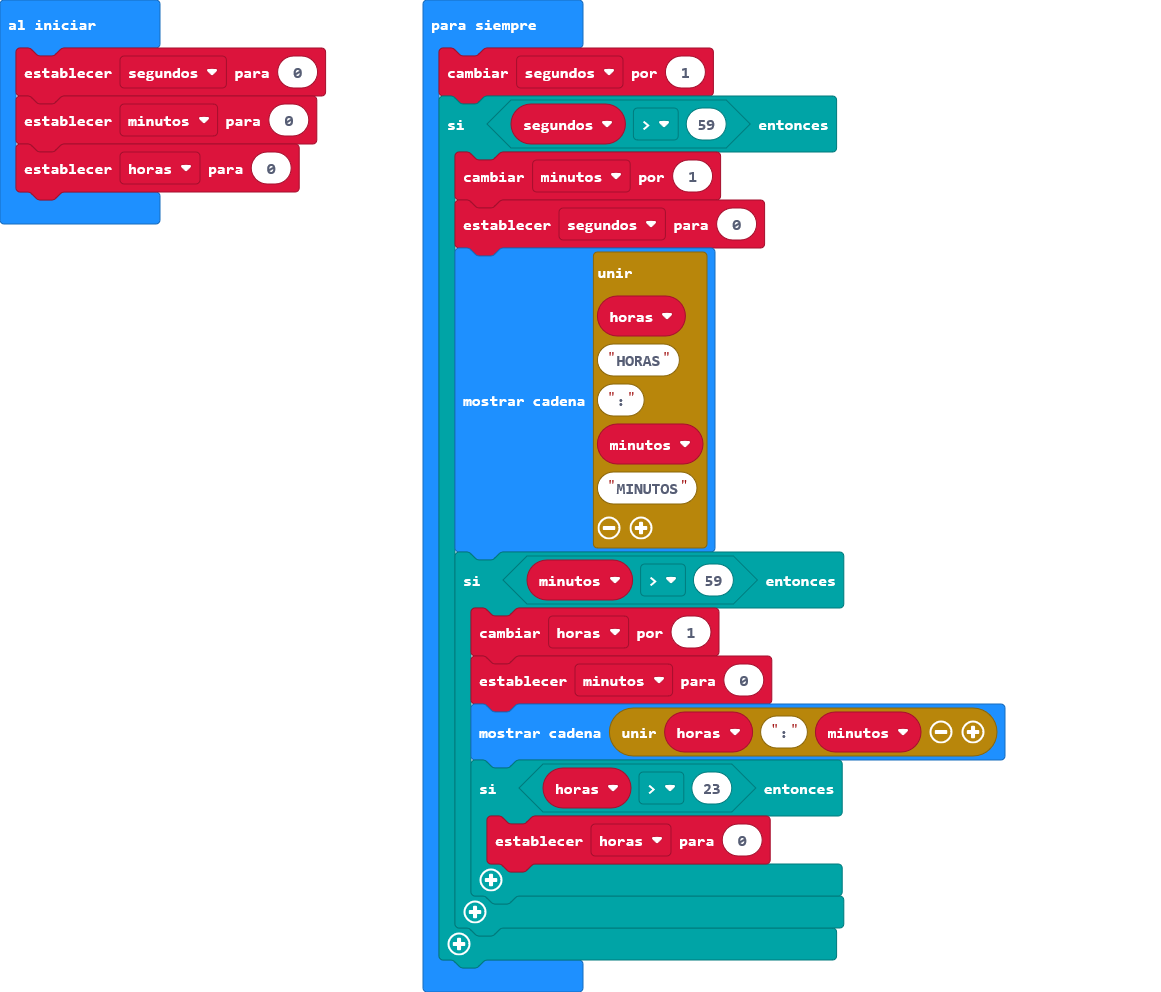 al iniciar
establecer segundos para 0
establecer minutos para 0
establecer horas para 0
para siempre
cambiar segundos por 1
si segundos > 59 entonces
cambiar minutos por 1
establecer segundos para 0
mostrar cadena unir
horas
"HORAS"
":"
minutos
"MINUTOS"
si minutos > 59 entonces
cambiar horas por 1
establecer minutos para 0
mostrar cadena unir horas ":" minutos
si horas > 23 entonces
establecer horas para 0